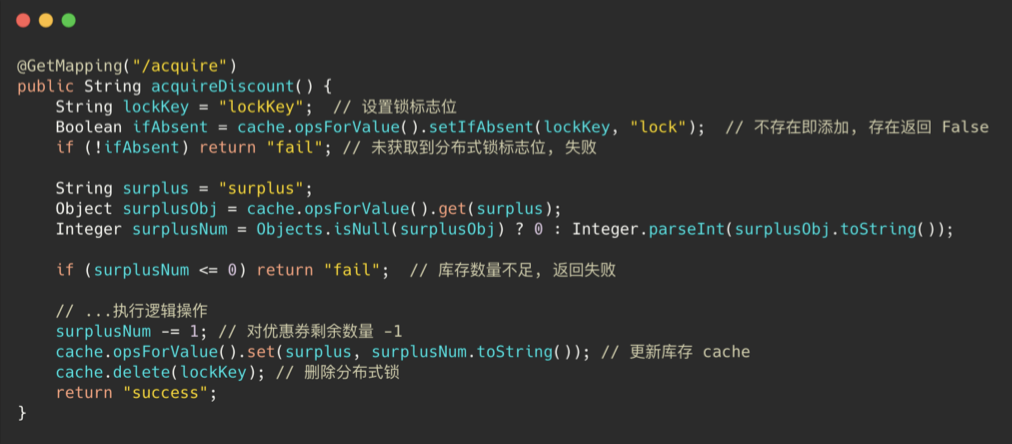 @GetMapping("/acquire")
public String acquireDiscount() {
    String lockKey = "lockKey";  // 设置锁标志位
    Boolean ifAbsent = cache.opsForValue().setIfAbsent(lockKey, "lock");  // 不存在即添加, 存在返回 False
    if (!ifAbsent) return "fail"; // 未获取到分布式锁标志位, 失败

    String surplus = "surplus";
    Object surplusObj = cache.opsForValue().get(surplus);
    Integer surplusNum = Objects.isNull(surplusObj) ? 0 : Integer.parseInt(surplusObj.toString());

    if (surplusNum <= 0) return "fail";  // 库存数量不足, 返回失败

    // ...执行逻辑操作
    surplusNum -= 1; // 对优惠券剩余数量 -1
    cache.opsForValue().set(surplus, surplusNum.toString()); // 更新库存 cache
    cache.delete(lockKey); // 删除分布式锁
    return "success";
}